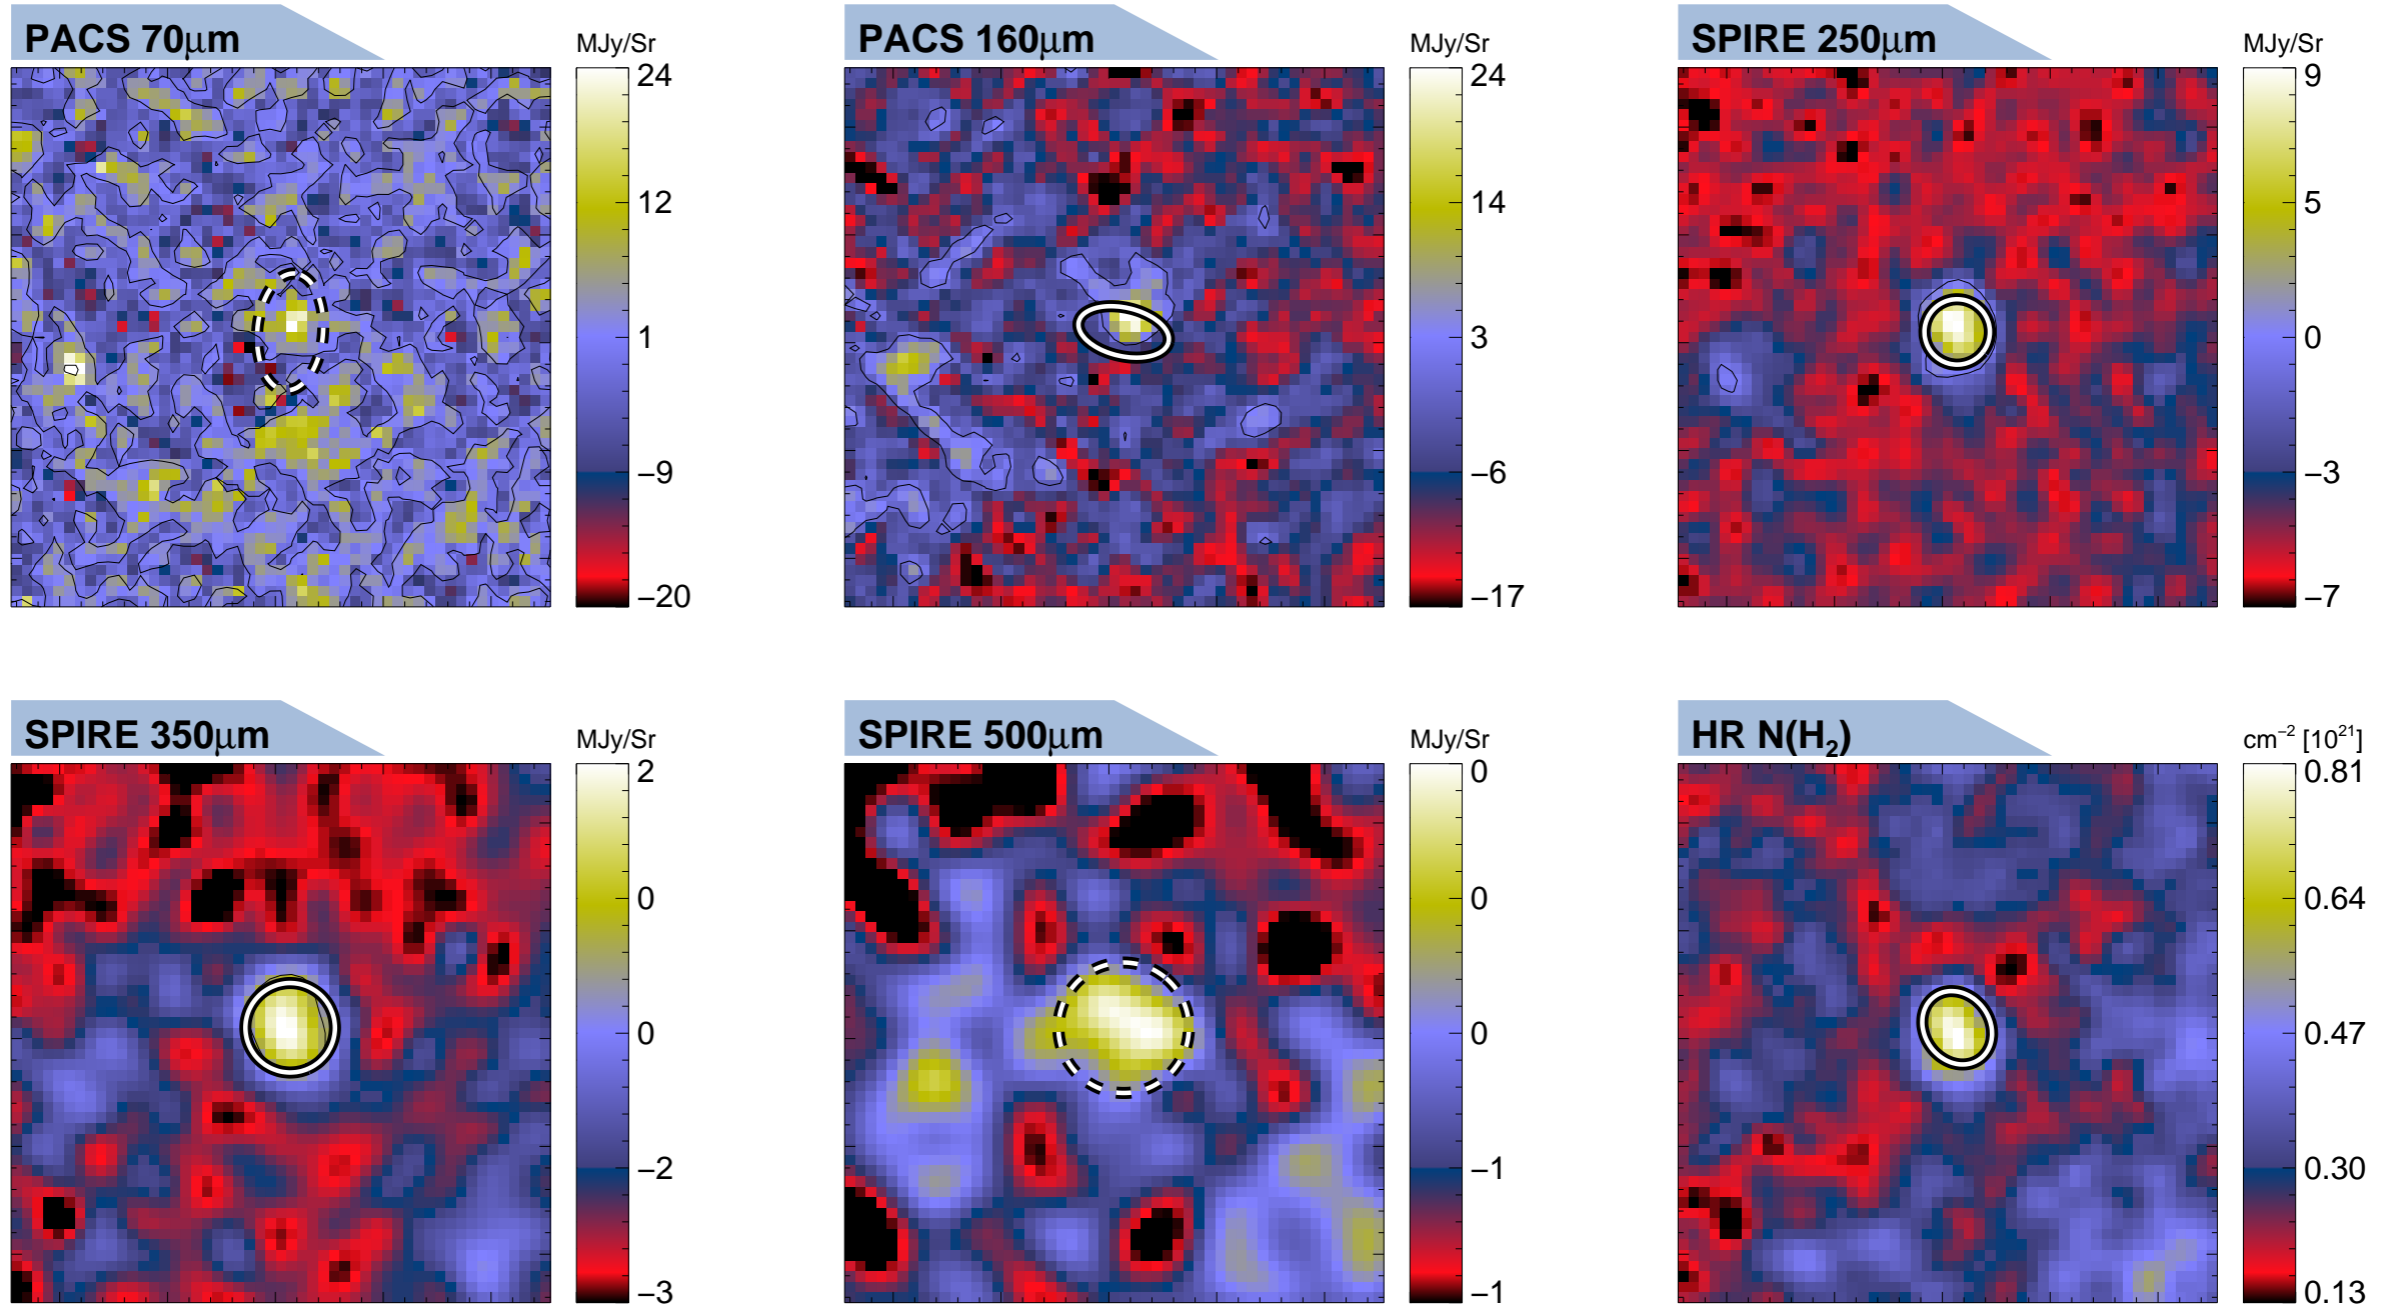 PACS 70μm
MJy/Sr
24
12
1
−9
−20
PACS 160μm
MJy/Sr
24
14
3
−6
−17
SPIRE 250μm
MJy/Sr
9
5
0
−3
−7
SPIRE 350μm
MJy/Sr
2
0
0
−2
−3
SPIRE 500μm
MJy/Sr
0
0
0
−1
−1
HR N(H₂)
cm⁻² [10²¹]
0.81
0.64
0.47
0.30
0.13